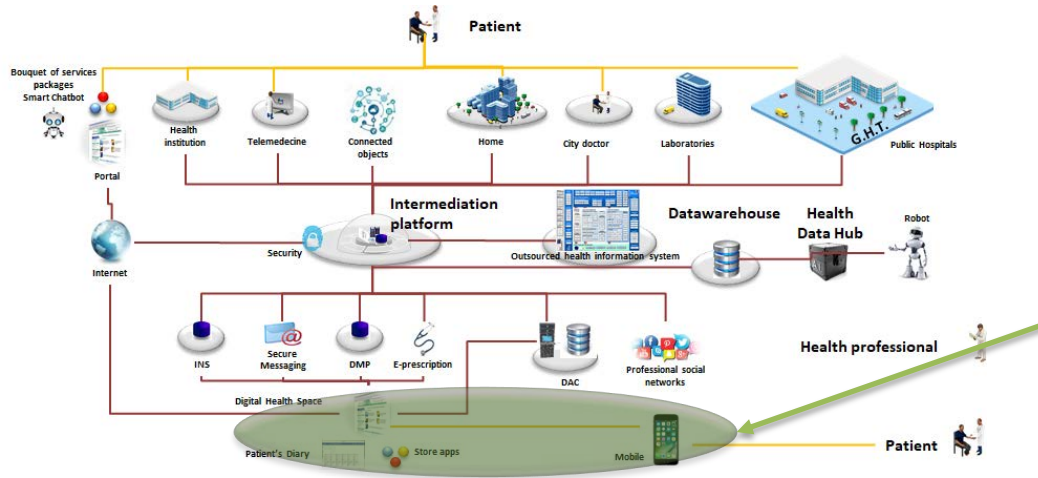 Patient
Bouquet of services
packages
Smart Chatbot
Health
institution
Telemedecine
Connected
objects
Home
City doctor
Laboratories
G.H.T.
Public Hospitals
Portal
Intermediation
platform
Datawarehouse
Health
Data Hub
Robot
Internet
Security
Outsourced health information system
INS
Secure
Messaging
DMP
E-prescription
DAC
Professional social
networks
Health professional
Digital Health Space
Patient's Diary
Store apps
Mobile
Patient